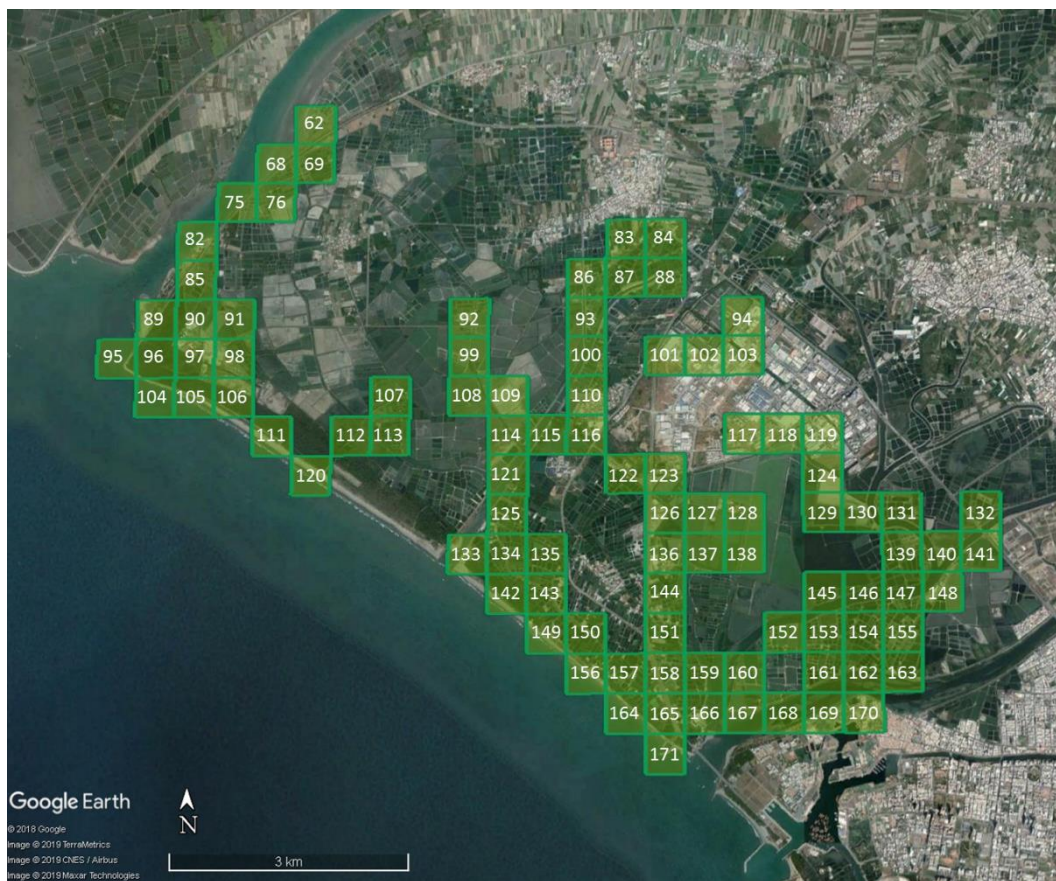 62
68 69
75 76
82
83 84
85
86 87 88
89 90 91
92
93
94
95 96 97 98
99
100
101 102 103
104 105 106
107
108 109
110
111
112 113
114 115 116
117 118 119
120
121
122 123
124
125
126 127 128
129 130 131
132
133 134 135
136 137 138
139 140 141
142 143
144
145 146 147 148
149 150
151
152 153 154 155
156 157 158 159 160
161 162 163
164 165 166 167 168 169 170
171
Google Earth
N
© 2018 Google
Image © 2019 TerraMetrics
Image © 2019 CNES / Airbus
Image © 2019 Maxar Technologies
3 km